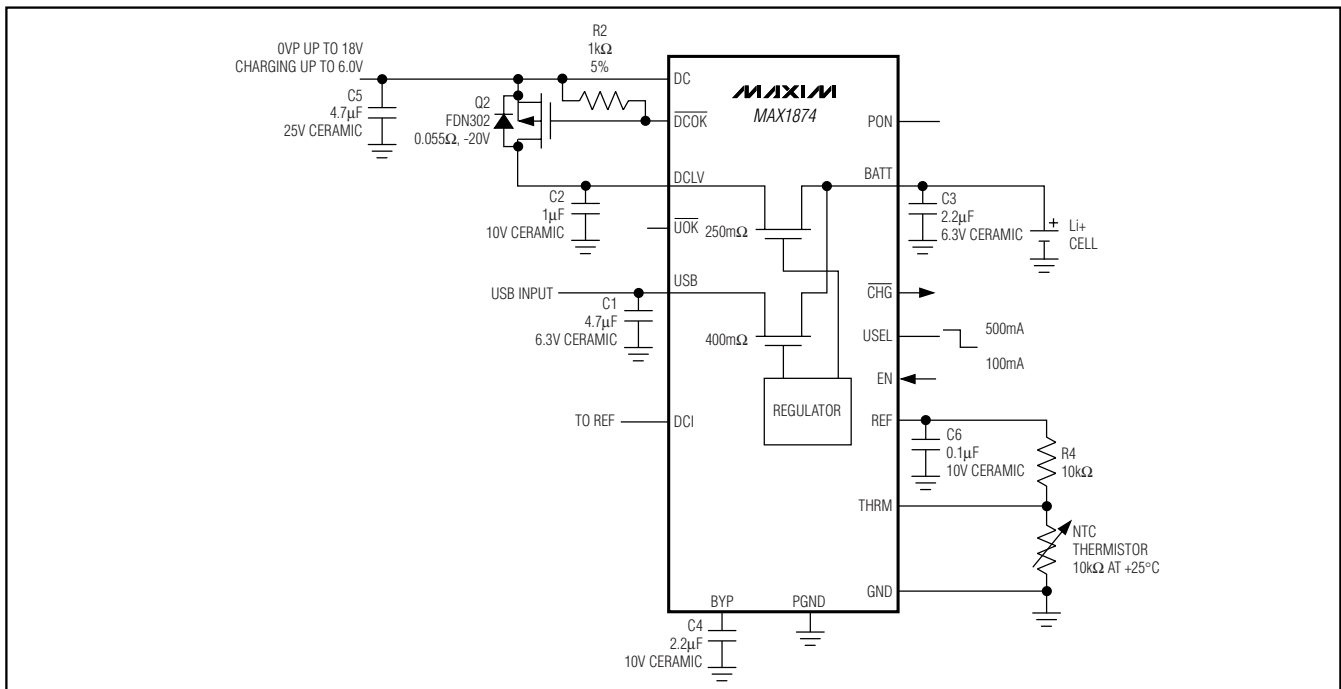 OVP UP TO 18V
CHARGING UP TO 6.0V
C5
4.7μF
25V CERAMIC
R2
1kΩ
5%
Q2
FDN302
0.055Ω, -20V
C2
1μF
10V CERAMIC
USB INPUT
C1
4.7μF
6.3V CERAMIC
TO REF
MAXIM
MAX1874
DC
DCOK
DCLV
UOK
250mΩ
USB
400mΩ
REGULATOR
DCI
BYP
PGND
C4
2.2μF
10V CERAMIC
PON
BATT
C3
2.2μF
6.3V CERAMIC
+
Li+
CELL
CHG
USEL
500mA
100mA
EN
REF
C6
0.1μF
10V CERAMIC
R4
10kΩ
THRM
NTC
THERMISTOR
10kΩ AT +25°C
GND